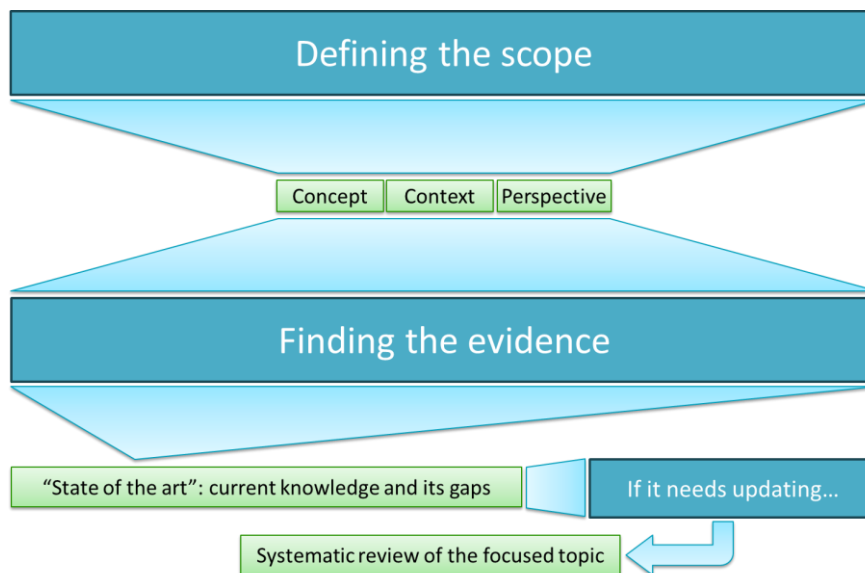 Defining the scope
Concept
Context
Perspective
Finding the evidence
“State of the art”: current knowledge and its gaps
If it needs updating...
Systematic review of the focused topic